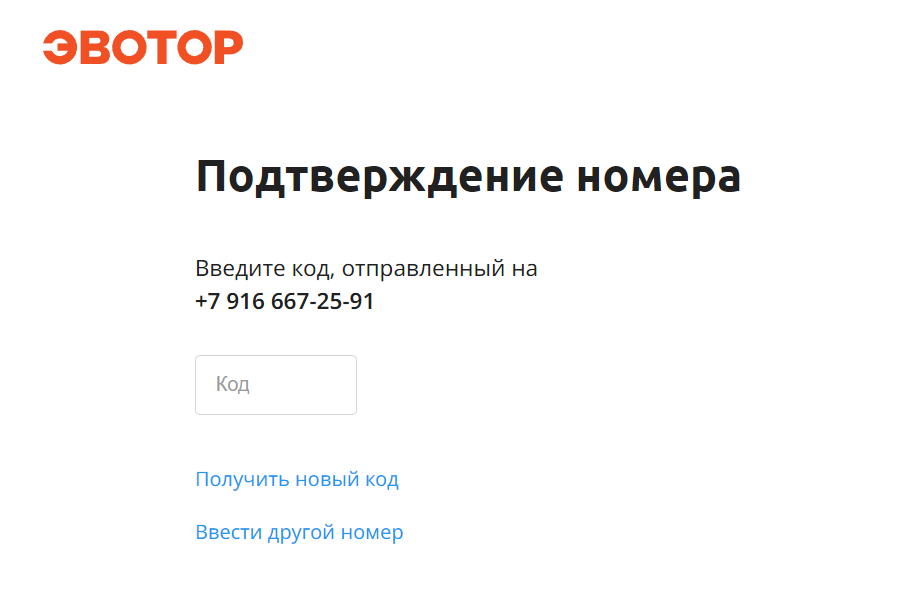 ЭВОТОР
Подтверждение номера
Введите код, отправленный на
+7 916 667-25-91
Код
Получить новый код
Ввести другой номер